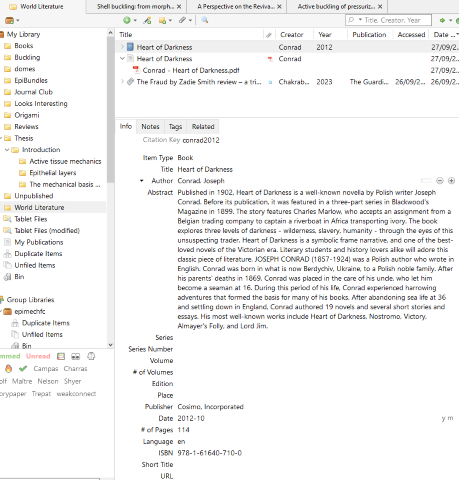 World Literature
Shell buckling: from morph...
A Perspective on the Reviva...
Active buckling of pressuriz...
Title, Creator, Year
My Library
Books
Buckling
domes
EpiBundles
Journal Club
Looks Interesting
Origami
Reviews
Thesis
Introduction
Active tissue mechanics
Epithelial layers
The mechanical basis ...
Unpublished
World Literature
Tablet Files
Tablet Files (modified)
My Publications
Duplicate Items
Unfiled Items
Bin
Group Libraries
epimechfc
Duplicate Items
Unfiled Items
Bin
mmed Unread
Campas Charras
olf Maître Nelson Shyer
orypaper Trepat weakconnect
Title Creator Year Publication Accessed Date ...
Heart of Darkness Conrad 2012 27/09/2...
Heart of Darkness Conrad 27/09/2...
Conrad - Heart of Darkness.pdf 27/09/2...
The Fraud by Zadie Smith review – a tri... Chakrab... 2023 The Guardi... 26/09/2... 26/09/2...
Info Notes Tags Related
Citation Key conrad2012
Item Type Book
Title Heart of Darkness
Author Conrad, Joseph
Abstract Published in 1902, Heart of Darkness is a well-known novella by Polish writer Joseph
Conrad. Before its publication, it was featured in a three-part series in Blackwood's
Magazine in 1899. The story features Charles Marlow, who accepts an assignment from a
Belgian trading company to captain a riverboat in Africa transporting ivory. The book
explores three levels of darkness - wilderness, slavery, humanity - through the eyes of this
unsuspecting trader. Heart of Darkness is a symbolic frame narrative, and one of the best-
loved novels of the Victorian era. Literary students and history lovers alike will adore this
classic piece of literature. JOSEPH CONRAD (1857-1924) was a Polish author who wrote in
English. Conrad was born in what is now Berdychiv, Ukraine, to a Polish noble family. After
his parents' deaths in 1869, Conrad was placed in the care of his uncle, who let him
become a seaman at 16. During this period of his life, Conrad experienced harrowing
adventures that formed the basis for many of his books. After abandoning sea life at 36
and settling down in England, Conrad authored 19 novels and several short stories and
essays. His most well-known works include Heart of Darkness, Nostromo, Victory,
Almayer's Folly, and Lord Jim.
Series
Series Number
Volume
# of Volumes
Edition
Place
Publisher Cosimo, Incorporated
Date 2012-10 y m
# of Pages 114
Language en
ISBN 978-1-61640-710-0
Short Title
URL